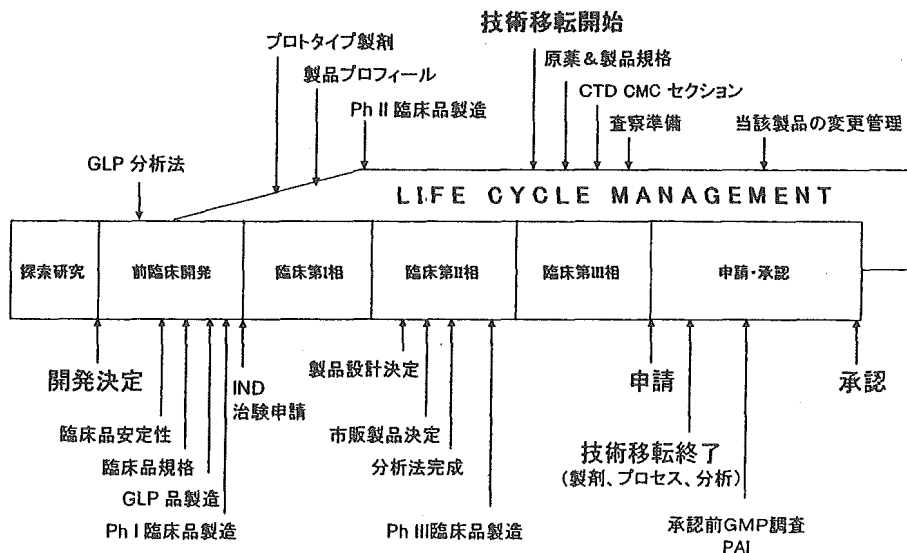 技術移転開始
プロトタイプ製剤
原薬&製品規格
製品プロフィール
CTD CMC セクション
Ph II 臨床品製造
査察準備
当該製品の変更管理
GLP 分析法
LIFE CYCLE MANAGEMENT
探索研究
前臨床開発
臨床第I相
臨床第II相
臨床第III相
申請・承認
開発決定
IND
治験申請
製品設計決定
申請
承認
臨床品安定性
市販製品決定
臨床品規格
分析法完成
技術移転終了
(製剤、プロセス、分析)
GLP 品製造
Ph I 臨床品製造
Ph III臨床品製造
承認前GMP調査
PAI